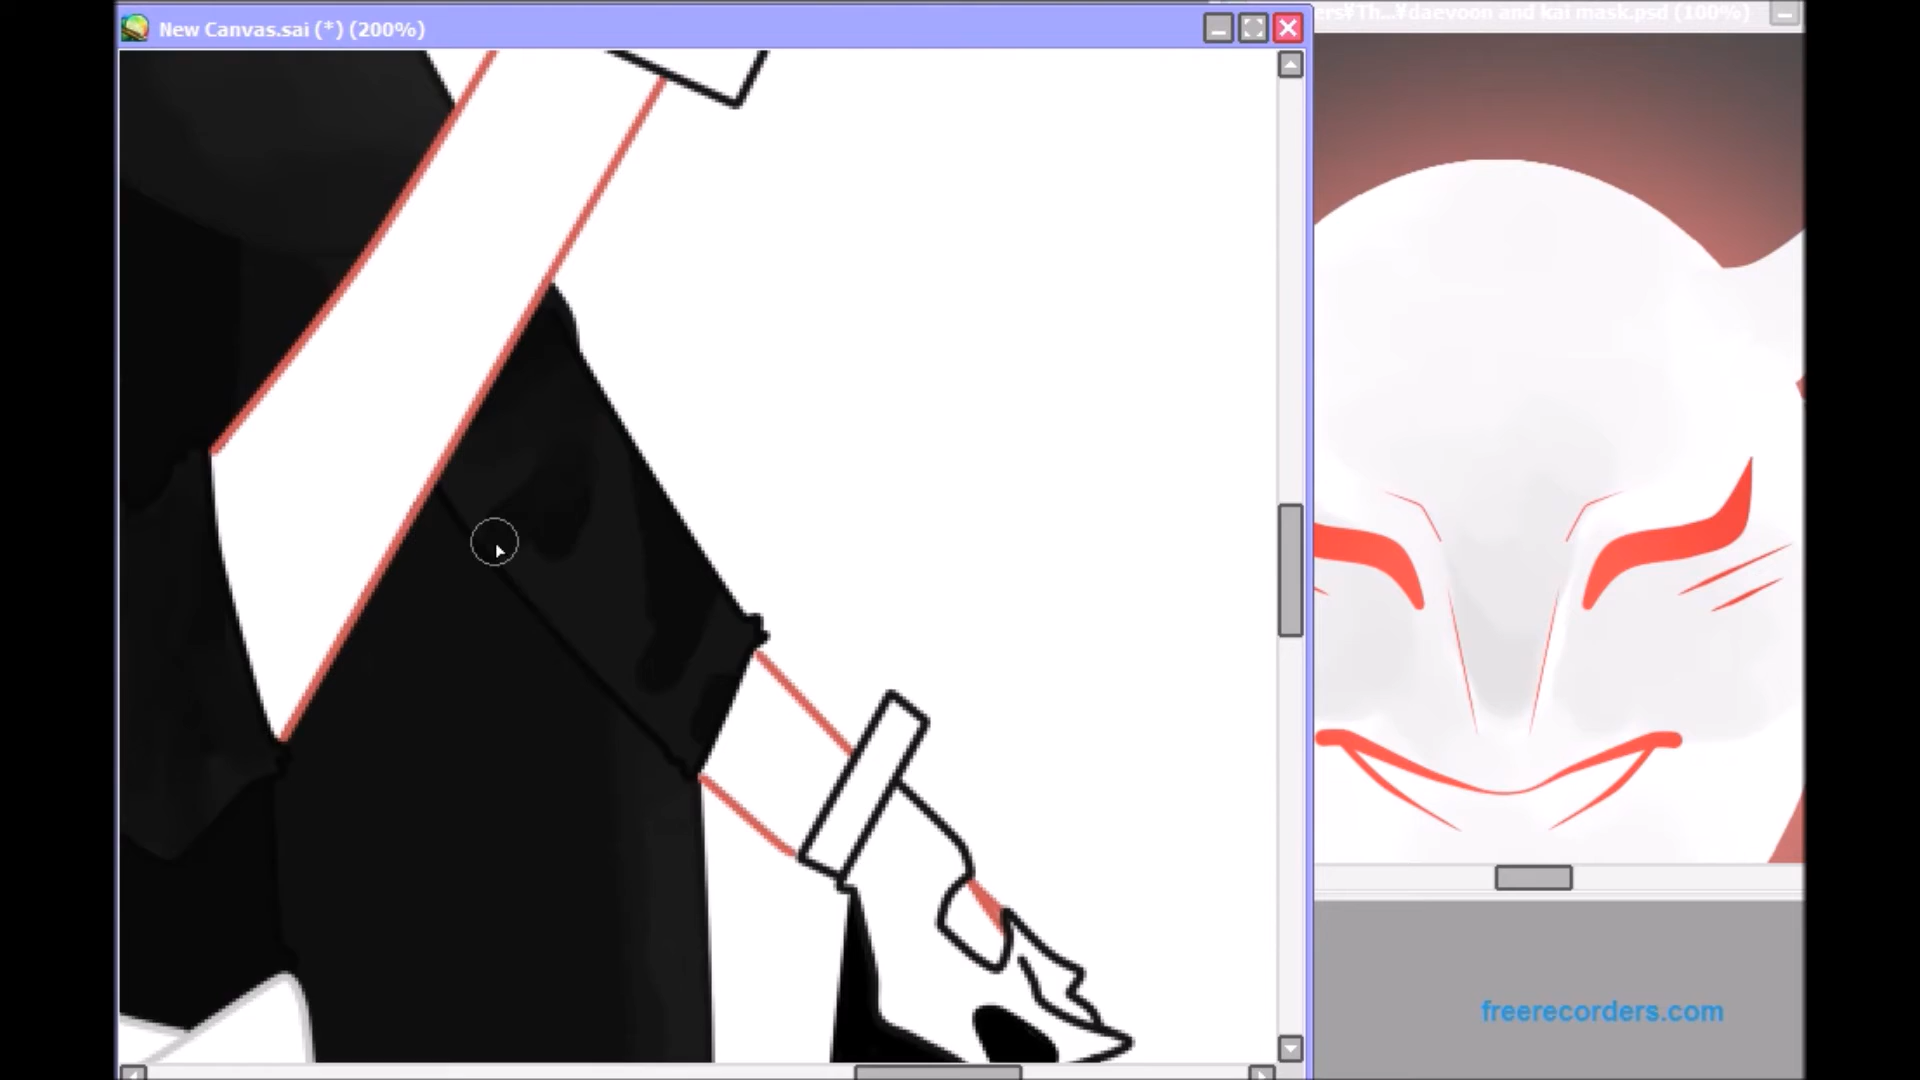 New Canvas.sai (*) (200%)
ers¥Th...¥daevoon and kai mask.psd (100%)
freerecorders.com